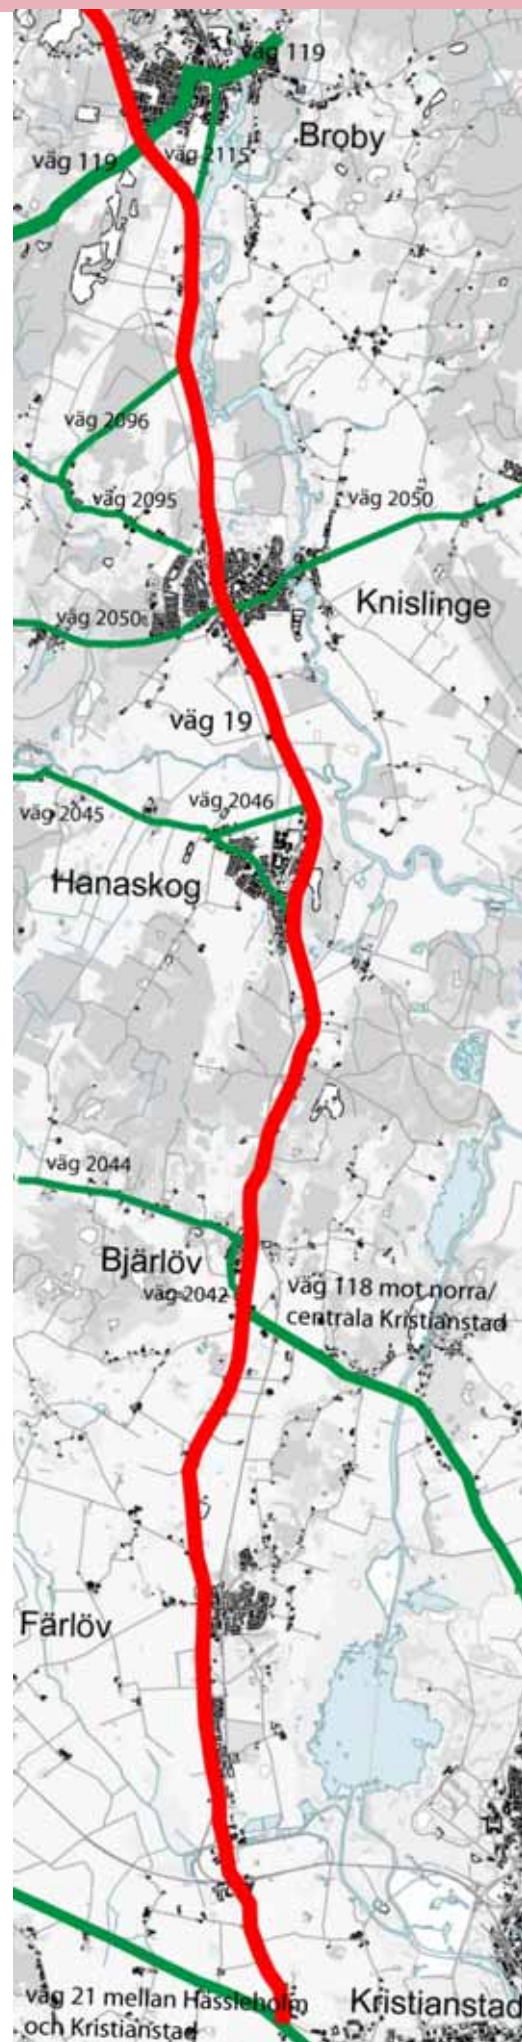 väg 119
Broby
väg 119
väg 2115
väg 2096
väg 2095
väg 2050
väg 2050
Knislinge
väg 19
väg 2046
väg 2045
Hanaskog
väg 2044
Bjärlöv
väg 2042
väg 118 mot norra/
centrala Kristianstad
Färlöv
väg 21 mellan Hässleholm
och Kristianstad
Kristianstad